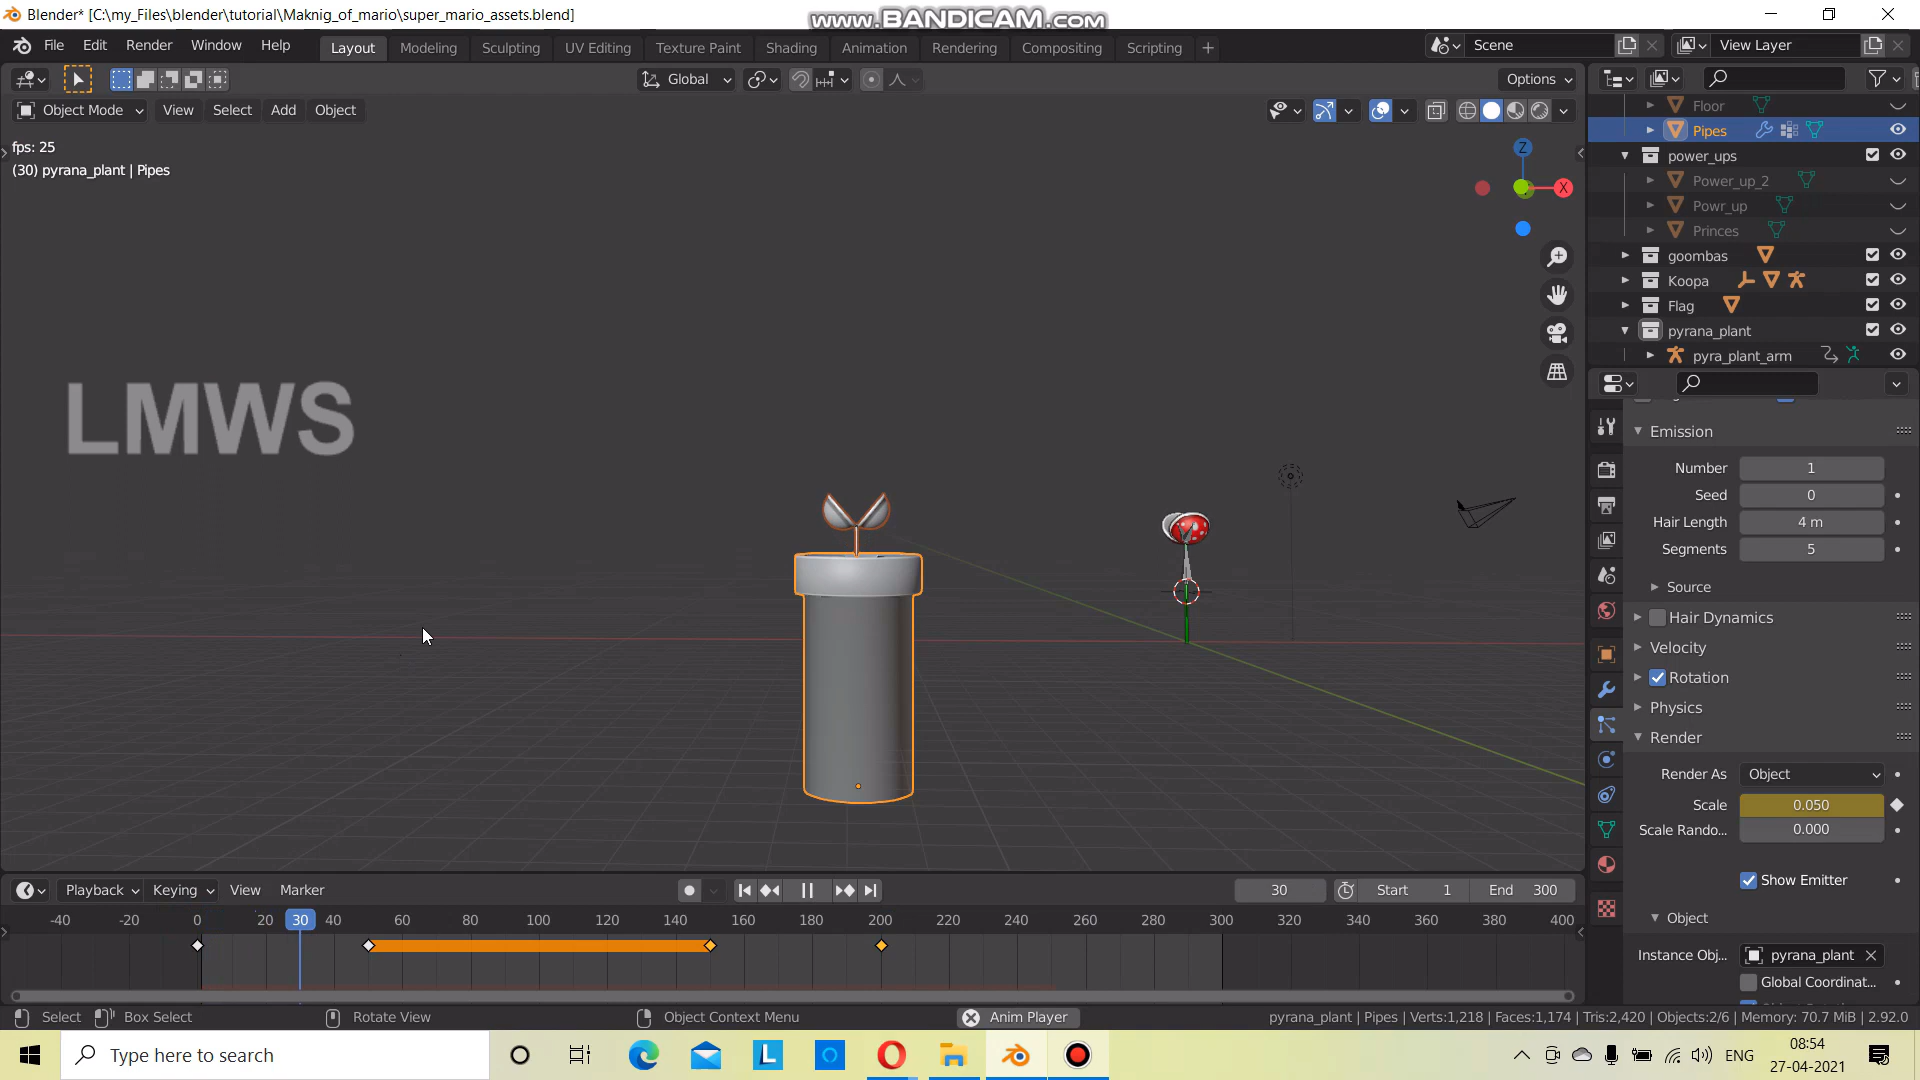 Blender* [C:\my_Files\blender\tutorial\Maknig_of_mario\super_mario_assets.blend]
www.BANDICAM.com
File Edit Render Window Help
Layout Modeling Sculpting UV Editing Texture Paint Shading Animation Rendering Compositing Scripting +
Scene
View Layer
Global
Options
Object Mode View Select Add Object
fps: 25
(30) pyrana_plant | Pipes
Z
X
LMWS
Floor
Pipes
power_ups
Power_up_2
Powr_up
Princes
goombas
Koopa
Flag
pyrana_plant
pyra_plant_arm
Emission
Number 1
Seed 0
Hair Length 4 m
Segments 5
Source
Hair Dynamics
Velocity
Rotation
Physics
Render
Render As Object
Scale 0.050
Scale Rando... 0.000
Show Emitter
Object
Instance Obj... pyrana_plant
Global Coordinat...
Playback Keying View Marker
30 Start 1 End 300
-40 -20 0 20 30 40 60 80 100 120 140 160 180 200 220 240 260 280 300 320 340 360 380 400
Select Box Select Rotate View Object Context Menu Anim Player
pyrana_plant | Pipes | Verts:1,218 | Faces:1,174 | Tris:2,420 | Objects:2/6 | Memory: 70.7 MiB | 2.92.0
Type here to search
L
ENG
08:54
27-04-2021